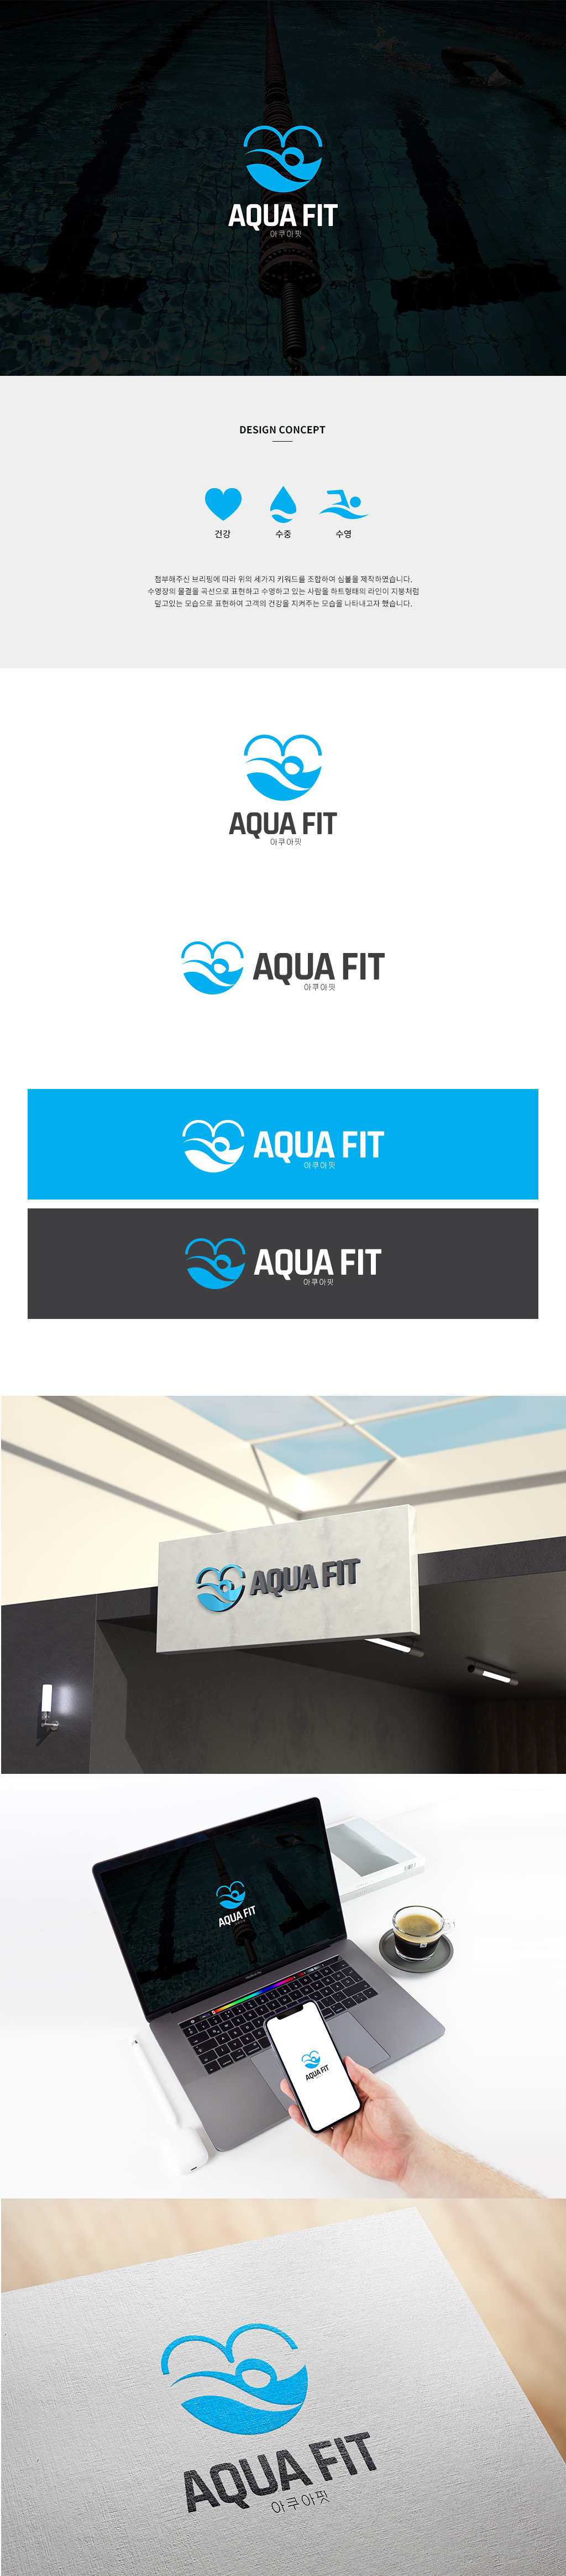 AQUA FIT
아쿠아핏
DESIGN CONCEPT
건강 수중 수영
첨부해주신 브리핑에 따라 위의 세가지 키워드를 조합하여 심볼을 제작하였습니다.
수영장의 물결을 곡선으로 표현하고 수영하고 있는 사람을 하트형태의 라인이 지붕처럼
덮고있는 모습으로 표현하여 고객의 건강을 지켜주는 모습을 나타내고자 했습니다.
AQUA FIT
아쿠아핏
AQUA FIT
아쿠아핏
AQUA FIT
아쿠아핏
AQUA FIT
아쿠아핏
AQUA FIT
AQUA FIT
AQUA FIT
AQUA FIT
아쿠아핏